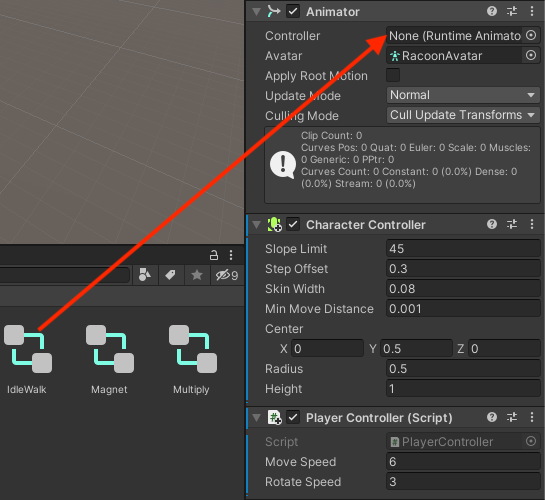 Animator
Controller None (Runtime Animato
Avatar RacoonAvatar
Apply Root Motion
Update Mode Normal
Culling Mode Cull Update Transforms
Clip Count: 0
Curves Pos: 0 Quat: 0 Euler: 0 Scale: 0 Muscles:
0 Generic: 0 PPtr: 0
Curves Count: 0 Constant: 0 (0.0%) Dense: 0
(0.0%) Stream: 0 (0.0%)
Character Controller
Slope Limit 45
Step Offset 0.3
Skin Width 0.08
Min Move Distance 0.001
Center
X 0 Y 0.5 Z 0
Radius 0.5
Height 1
Player Controller (Script)
Script PlayerController
Move Speed 6
Rotate Speed 3
9
IdleWalk Magnet Multiply